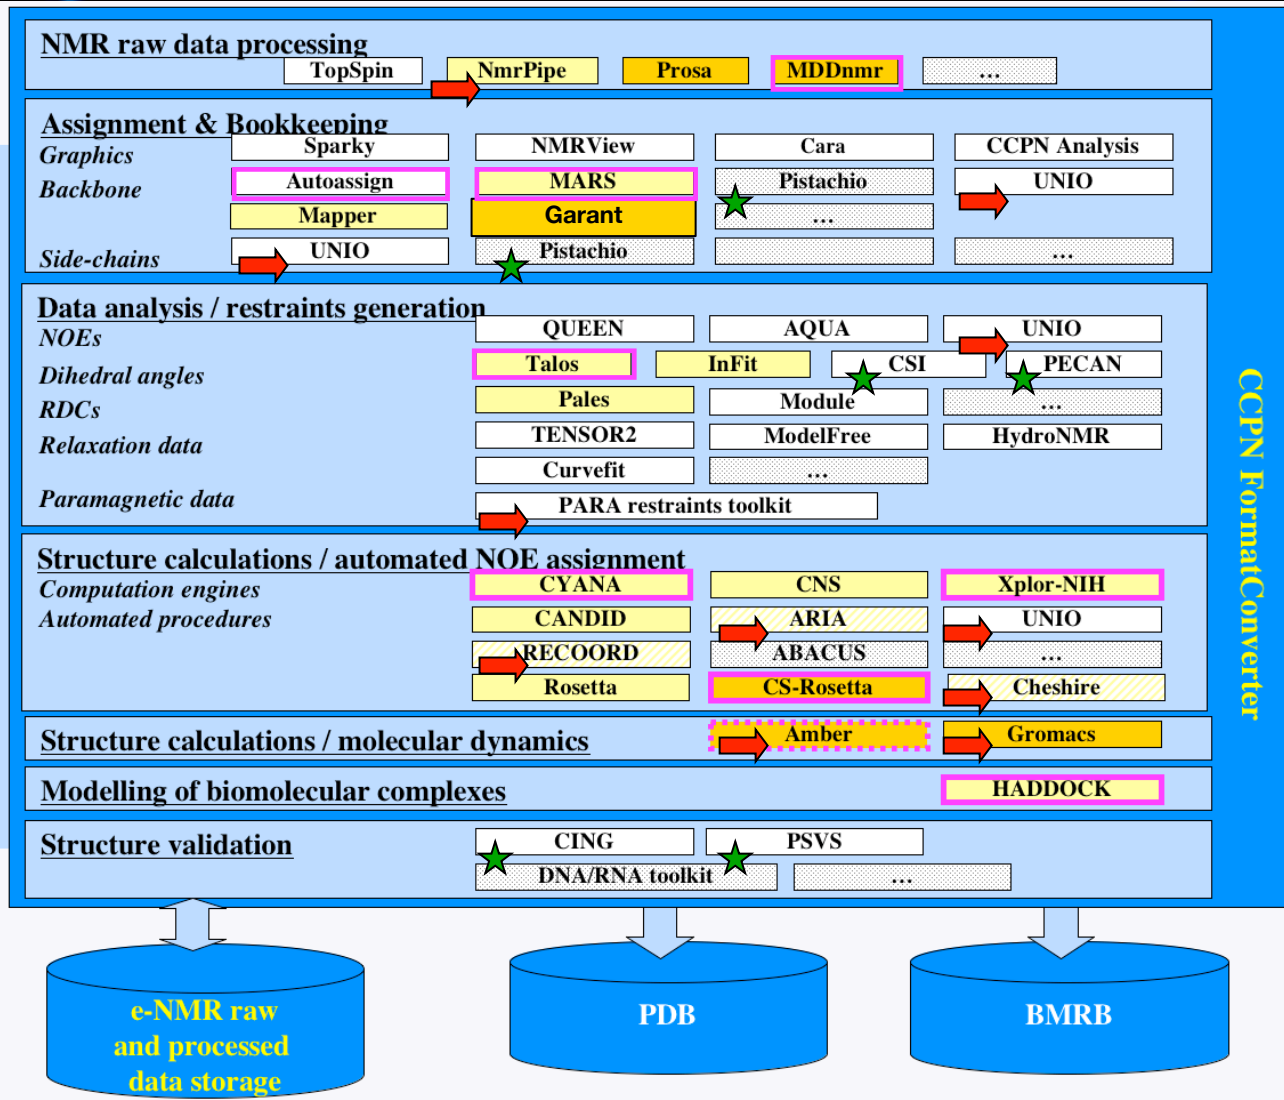 NMR raw data processing
TopSpin NmrPipe Prosa MDDnmr ...
Assignment & Bookkeeping
Graphics Sparky NMRView Cara CCPN Analysis
Backbone Autoassign MARS Pistachio UNIO
Mapper Garant ...
Side-chains UNIO Pistachio ...
Data analysis / restraints generation
NOEs QUEEN AQUA UNIO
Dihedral angles Talos InFit CSI PECAN
RDCs Pales Module ...
Relaxation data TENSOR2 ModelFree HydroNMR
Curvefit ...
Paramagnetic data PARA restraints toolkit
Structure calculations / automated NOE assignment
Computation engines CYANA CNS Xplor-NIH
Automated procedures CANDID ARIA UNIO
RECOORD ABACUS ...
Rosetta CS-Rosetta Cheshire
Structure calculations / molecular dynamics Amber Gromacs
Modelling of biomolecular complexes HADDOCK
Structure validation CING PSVS
DNA/RNA toolkit ...
CCPN FormatConverter
e-NMR raw
and processed
data storage
PDB
BMRB